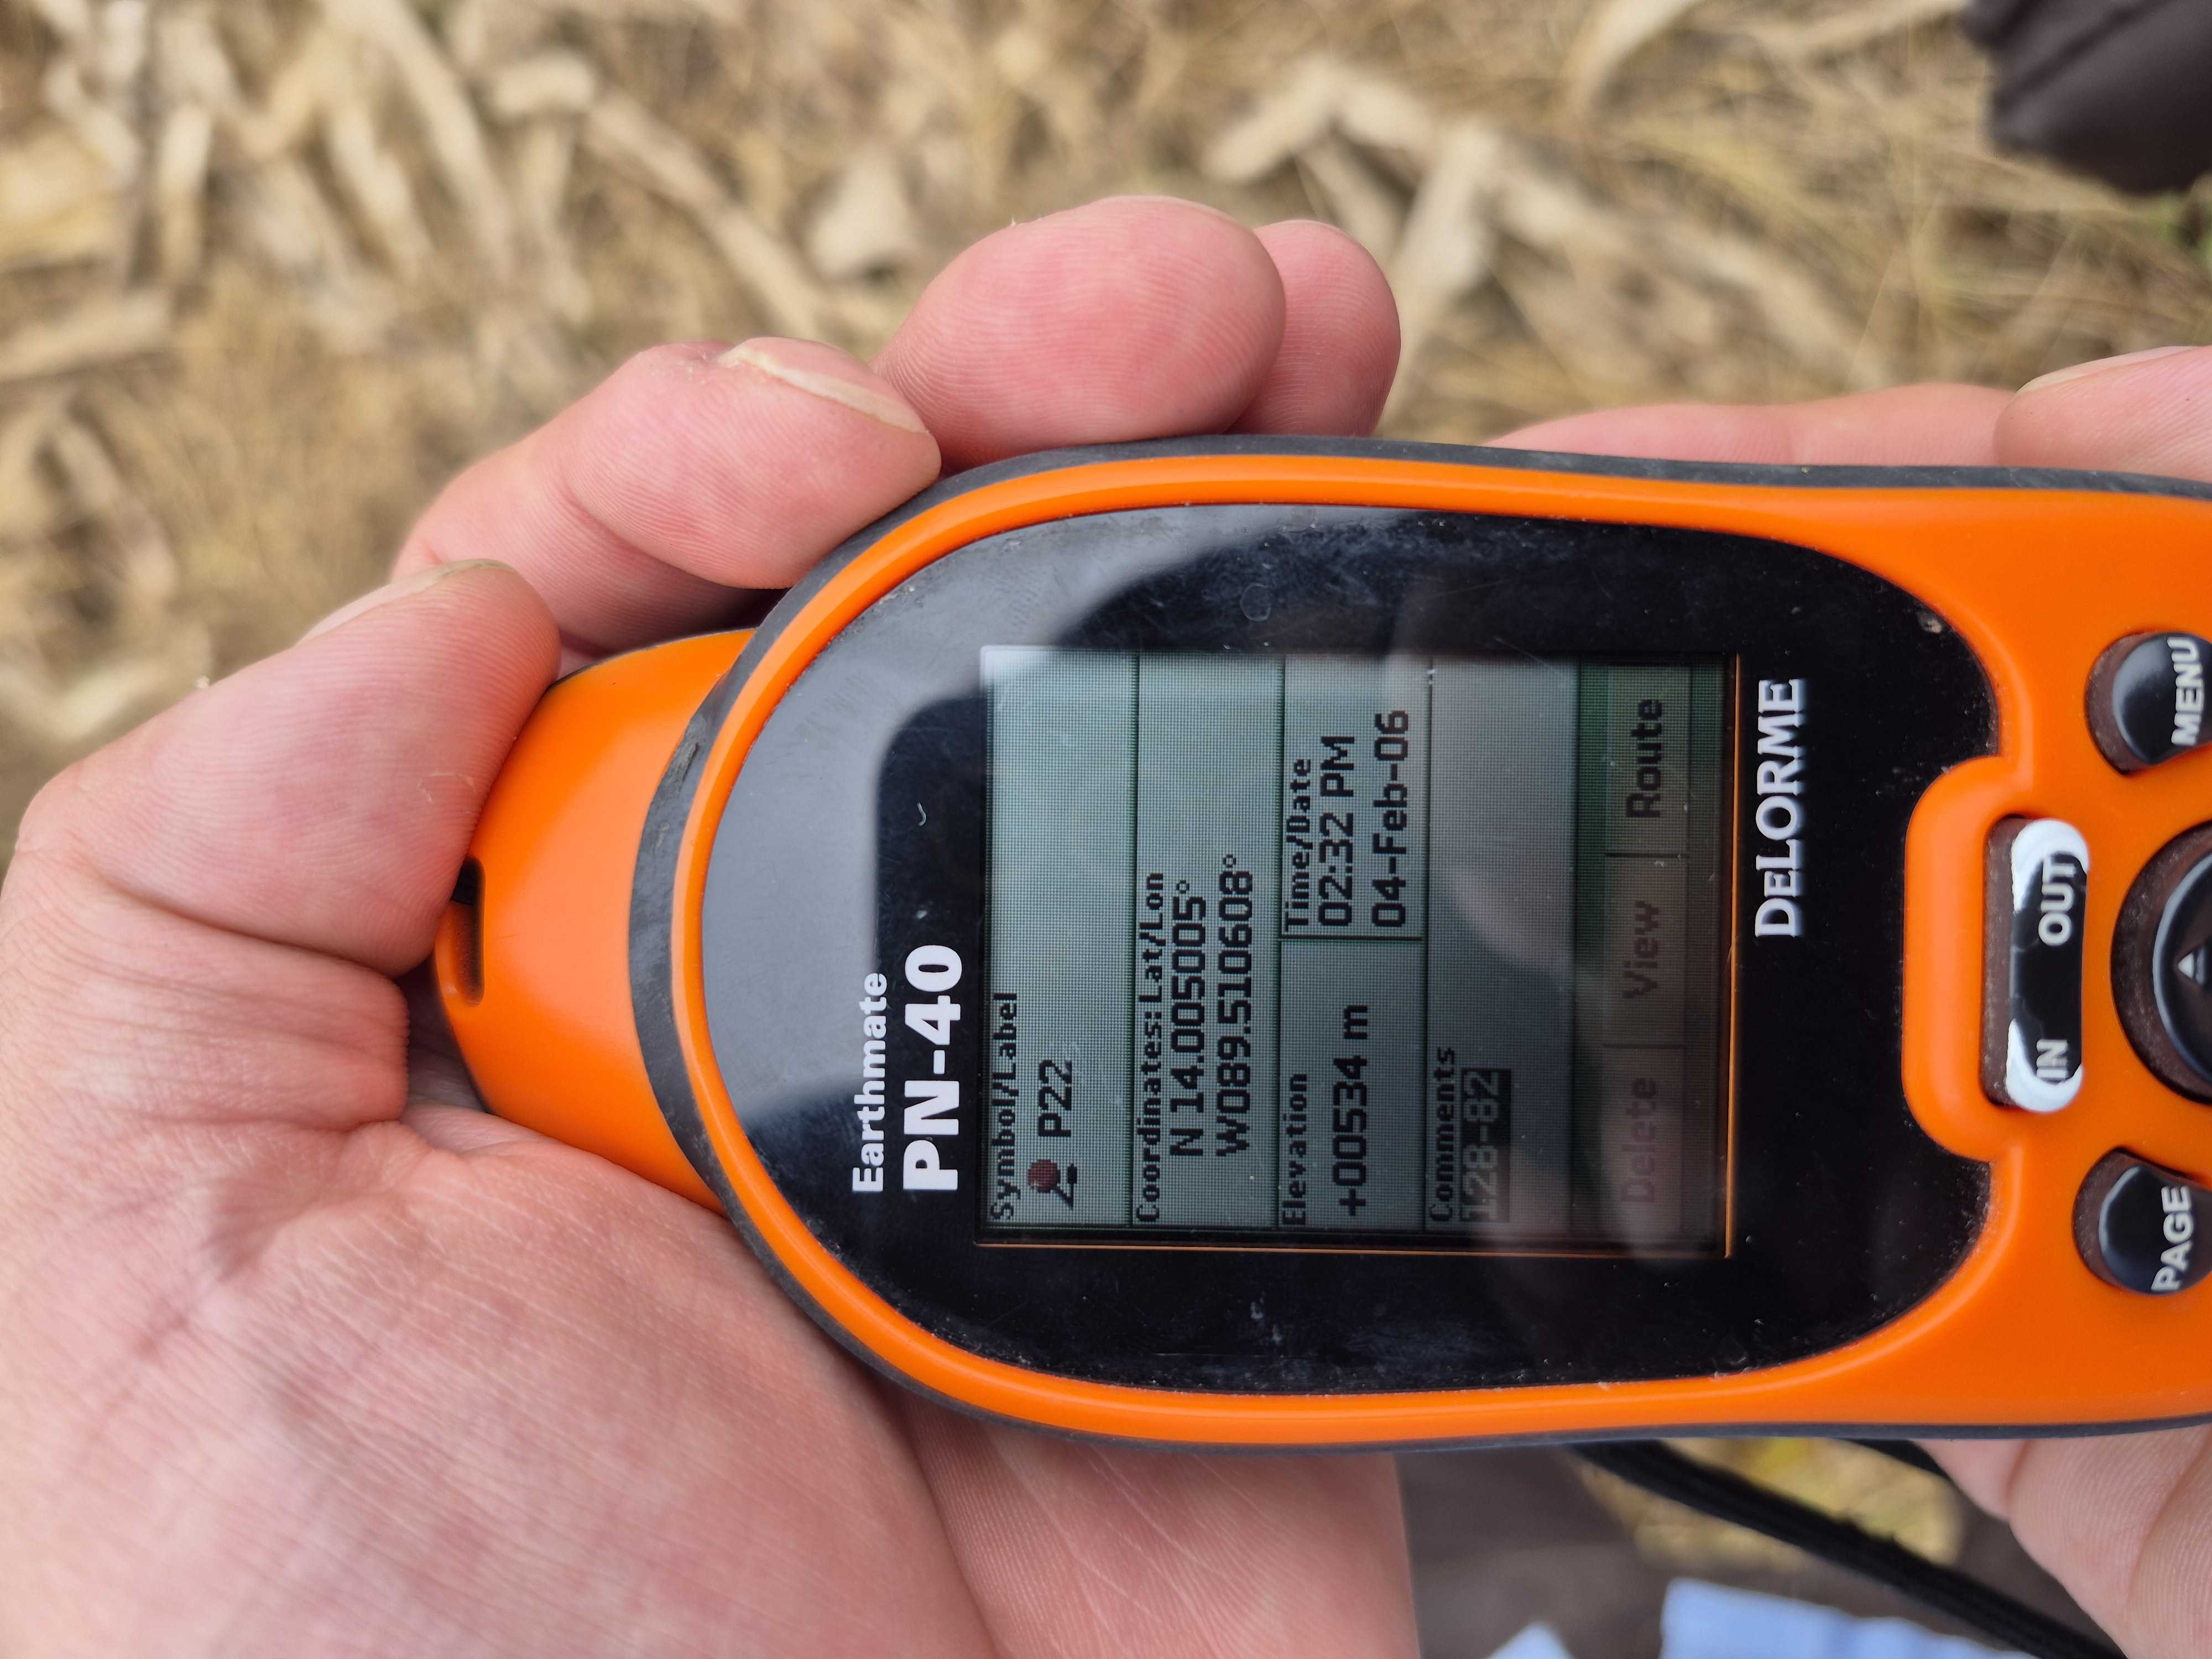 Earthmate
PN-40
Symbol/Label
P22
Coordinates: Lat/Lon
N 14.005005°
W089.510608°
Elevation
+00534 m
Time/Date
02:32 PM
04-Feb-06
Comments
128-82
Delete View Route
DELORME
PAGE
IN OUT
MENU